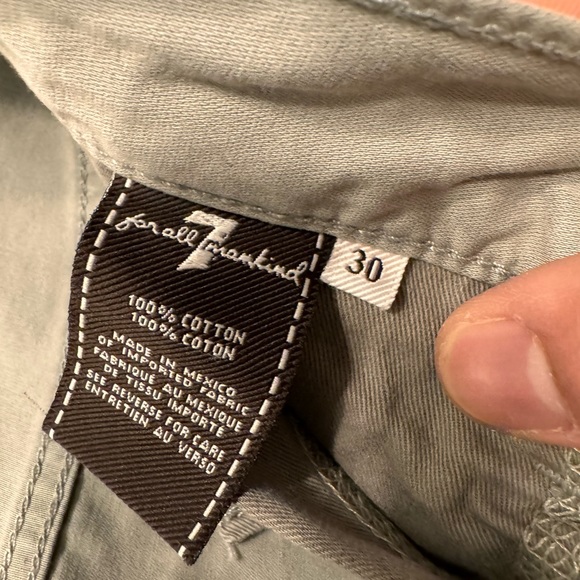 for all 7 mankind
30
100% COTTON
100% COTON
MADE IN MEXICO
OF IMPORTED FABRIC
FABRIQUÉ AU MEXIQUE
DE TISSU IMPORTÉ
SEE REVERSE FOR CARE
ENTRETIEN AU VERSO